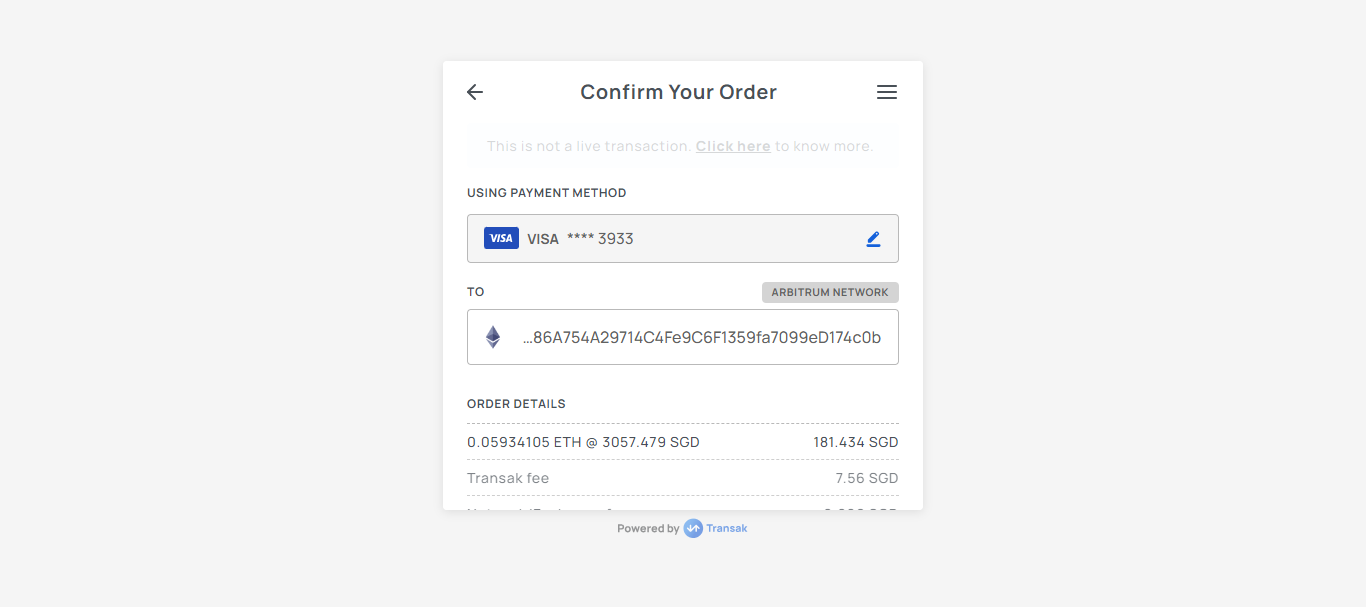 Confirm Your Order
This is not a live transaction. Click here to know more.
USING PAYMENT METHOD
VISA VISA **** 3933
TO ARBITRUM NETWORK
...86A754A29714C4Fe9C6F1359fa7099eD174c0b
ORDER DETAILS
0.05934105 ETH @ 3057.479 SGD 181.434 SGD
Transak fee 7.56 SGD
Powered by Transak